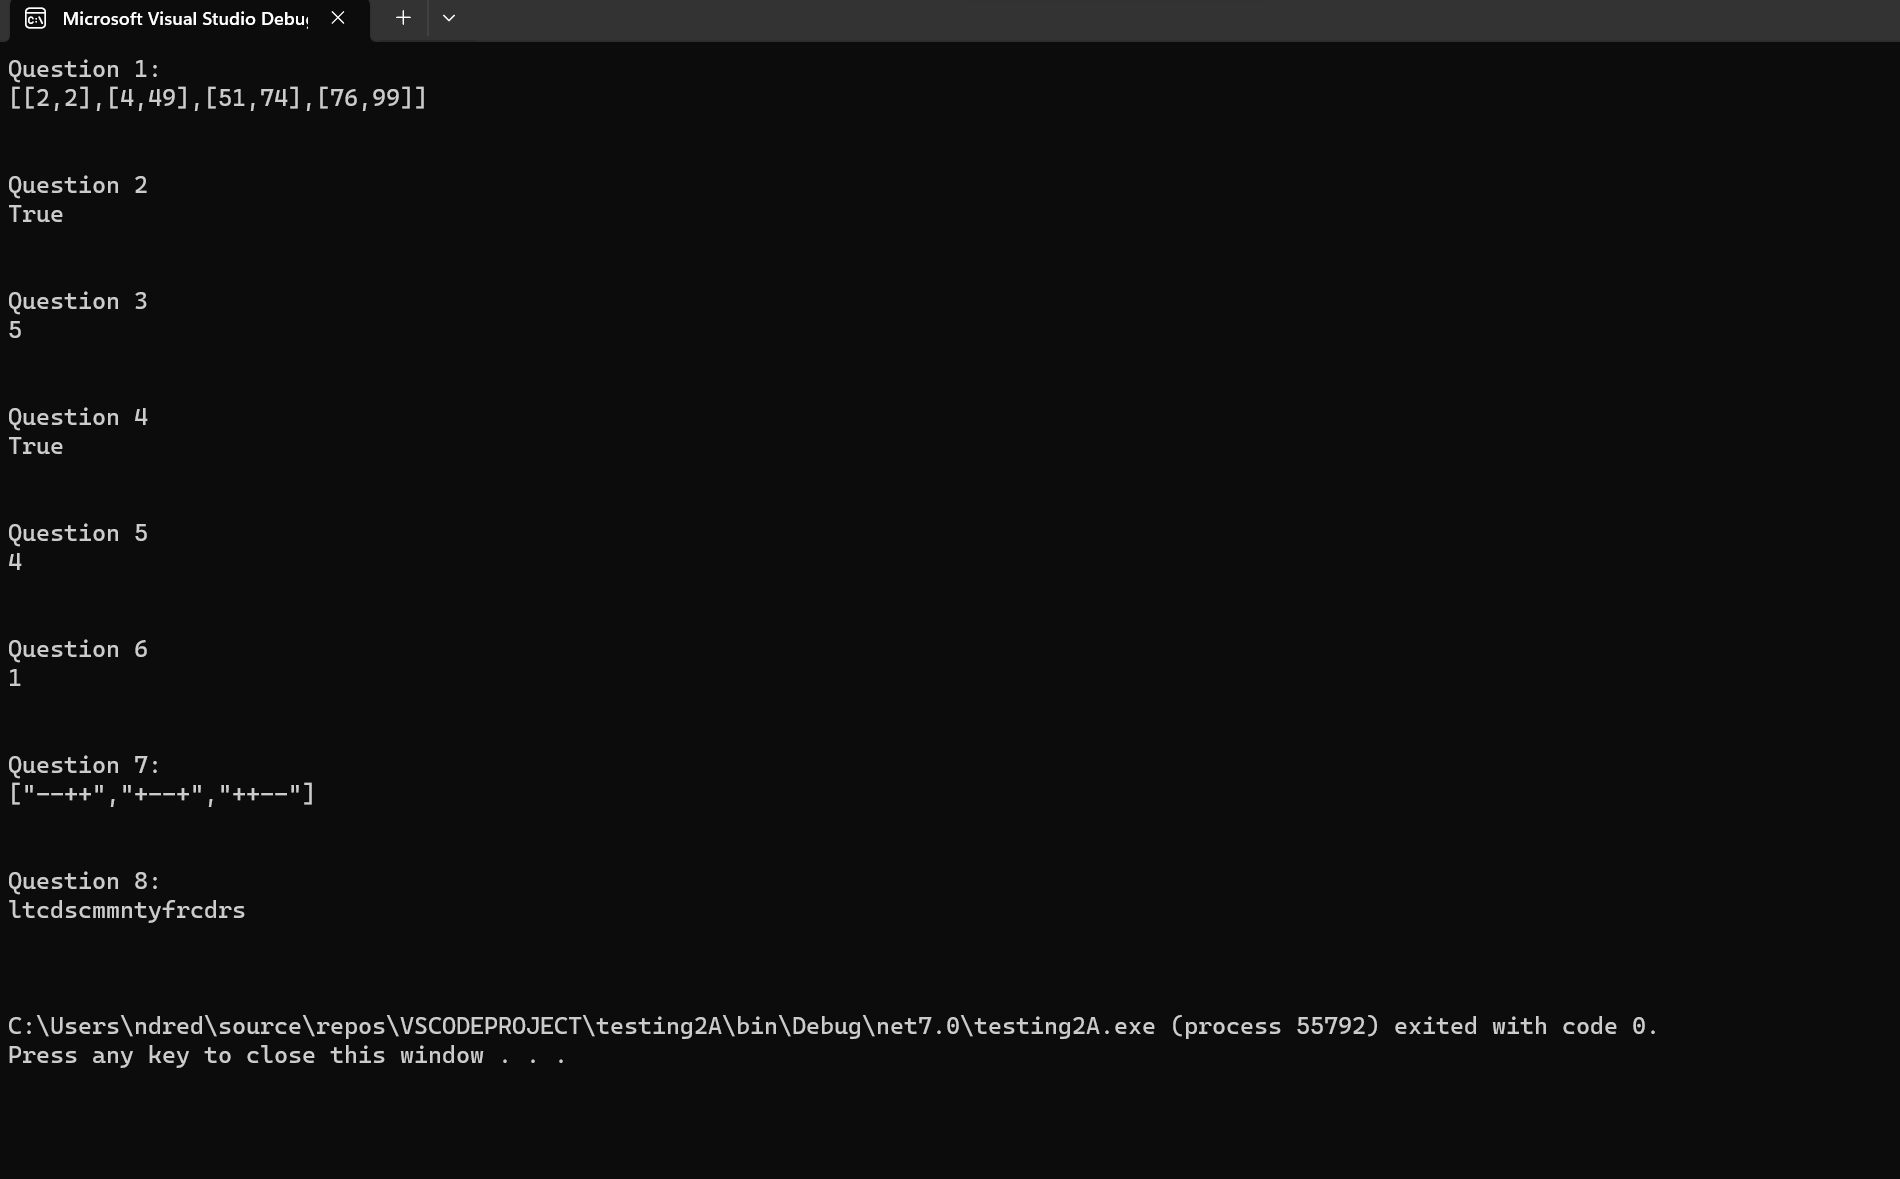 Microsoft Visual Studio Debu
Question 1:
[[2,2],[4,49],[51,74],[76,99]]
Question 2
True
Question 3
5
Question 4
True
Question 5
4
Question 6
1
Question 7:
["--++","+--+","++--"]
Question 8:
ltcdscmmntyfrcdrs
C:\Users\ndred\source\repos\VSCODEPROJECT\testing2A\bin\Debug\net7.0\testing2A.exe (process 55792) exited with code 0.
Press any key to close this window . . .